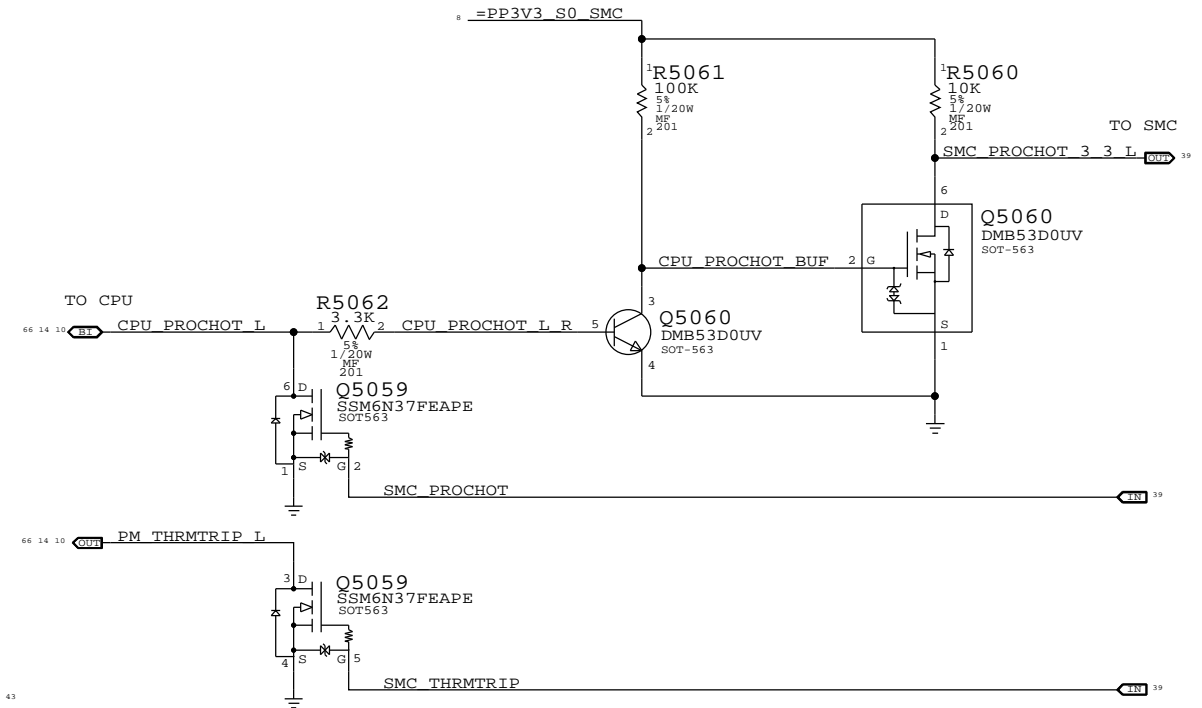 8 =PP3V3_S0_SMC
1 R5061
100K
5%
1/20W
MF
2 201
1 R5060
10K
5%
1/20W
MF
2 201
TO SMC
SMC_PROCHOT_3_3_L OUT 39
6
D
Q5060
DMB53D0UV
SOT-563
CPU_PROCHOT_BUF 2 G
S
1
TO CPU
66 14 10 BI CPU_PROCHOT_L
R5062
3.3K
1 2
5%
1/20W
MF
201
CPU_PROCHOT_L_R 5
3
Q5060
DMB53D0UV
SOT-563
4
6 D
Q5059
SSM6N37FEAPE
SOT563
1 S G 2
SMC_PROCHOT IN 39
66 14 10 OUT PM_THRMTRIP_L
3 D
Q5059
SSM6N37FEAPE
SOT563
4 S G 5
SMC_THRMTRIP IN 39
43